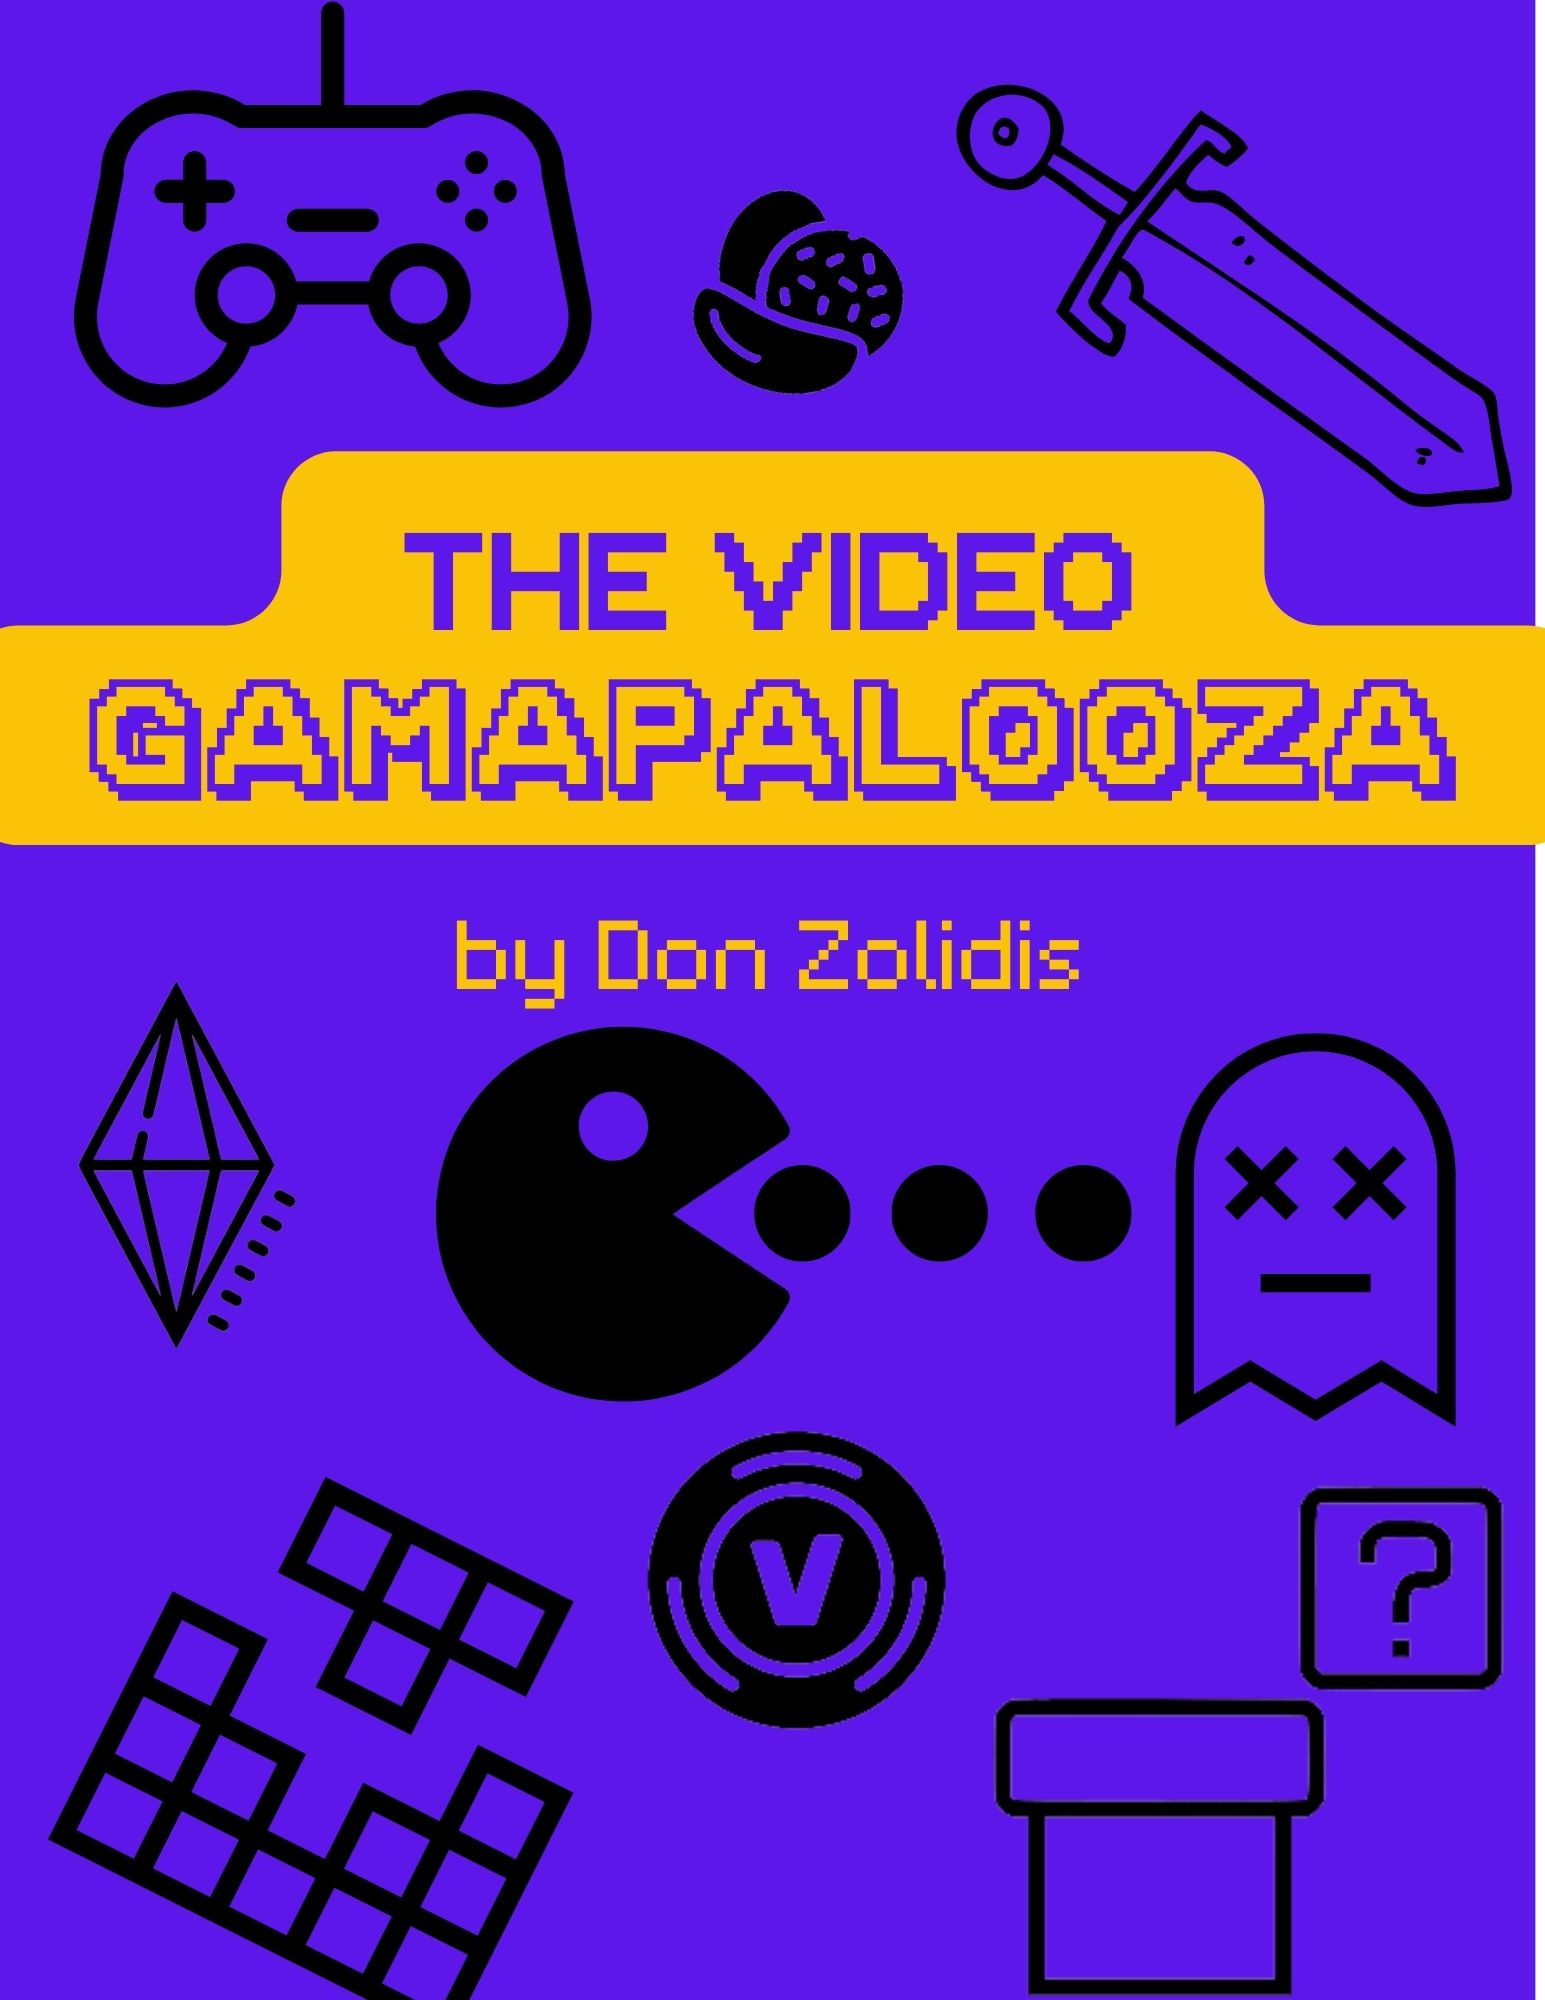 THE VIDEO
GAMAPALOOZA
by Don Zolidis
V
?